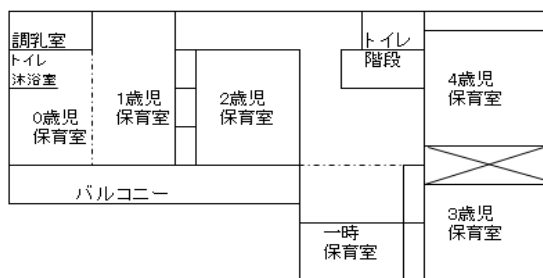 調乳室
トイレ
沐浴室
0歳児
保育室
1歳児
保育室
2歳児
保育室
トイレ
階段
4歳児
保育室
バルコニー
一時
保育室
3歳児
保育室